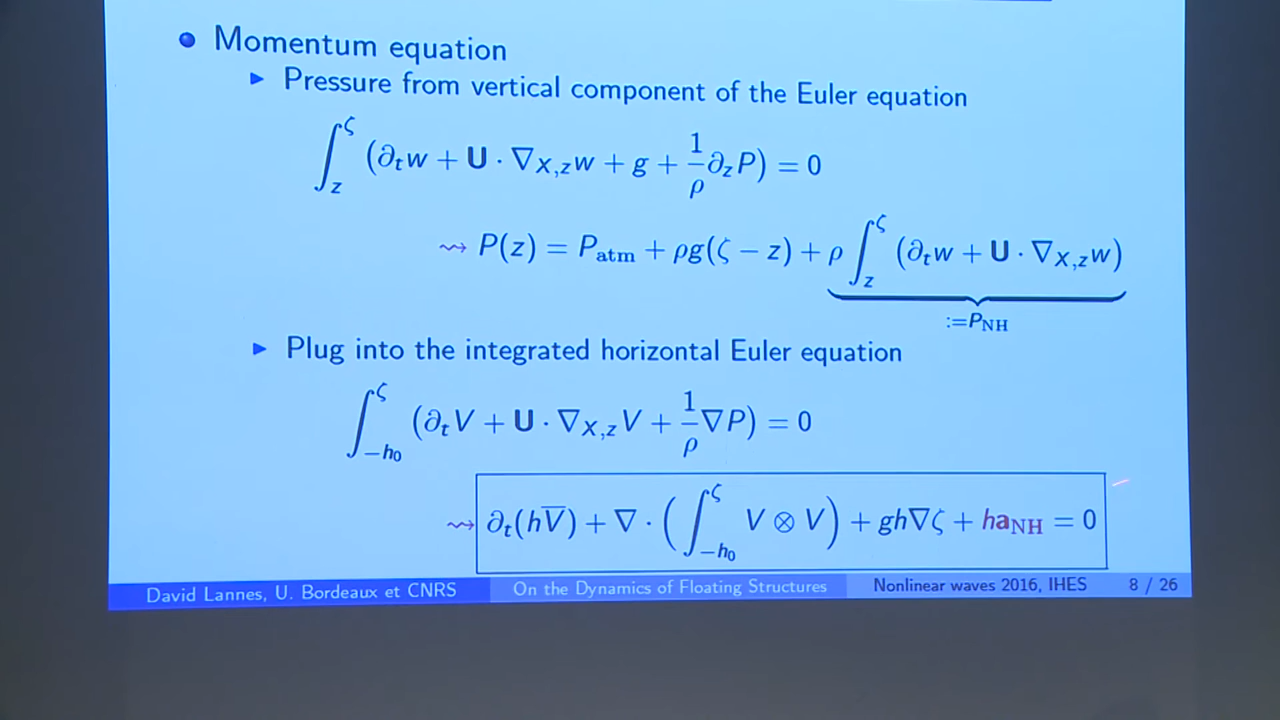 • Momentum equation
▶ Pressure from vertical component of the Euler equation
∫_z^ζ (∂_t w + U · ∇_{X,z} w + g + 1/ρ ∂_z P) = 0
⇝ P(z) = P_atm + ρg(ζ − z) + ρ ∫_z^ζ (∂_t w + U · ∇_{X,z} w)
:=P_NH
▶ Plug into the integrated horizontal Euler equation
∫_{−h₀}^ζ (∂_t V + U · ∇_{X,z} V + 1/ρ ∇P) = 0
⇝ ∂_t(hV̅) + ∇ · (∫_{−h₀}^ζ V ⊗ V) + gh∇ζ + ha_NH = 0
David Lannes, U. Bordeaux et CNRS On the Dynamics of Floating Structures Nonlinear waves 2016, IHES 8 / 26